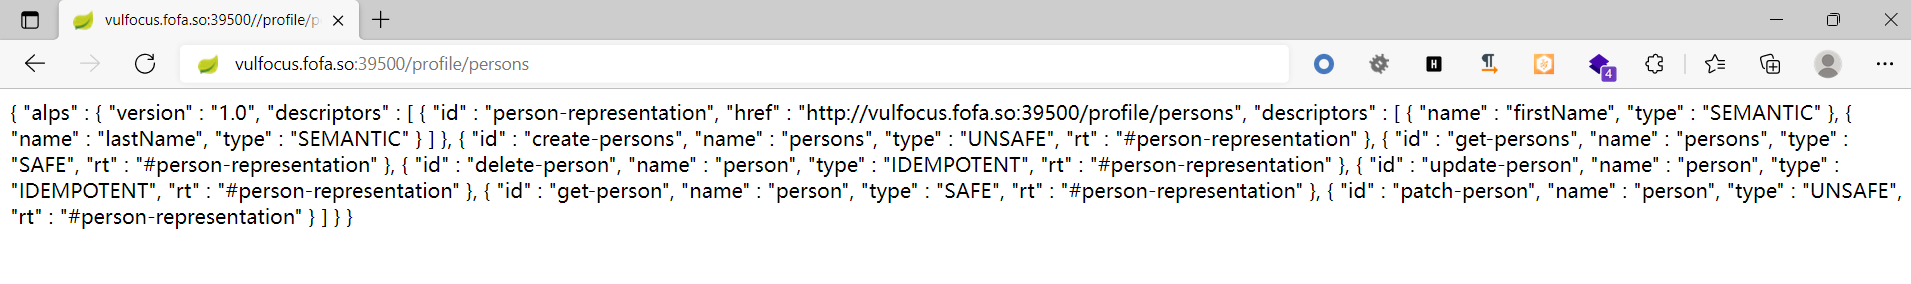 vulfocus.fofa.so:39500//profile/p
vulfocus.fofa.so:39500/profile/persons
H
4
{ "alps" : { "version" : "1.0", "descriptors" : [ { "id" : "person-representation", "href" : "http://vulfocus.fofa.so:39500/profile/persons", "descriptors" : [ { "name" : "firstName", "type" : "SEMANTIC" }, {
"name" : "lastName", "type" : "SEMANTIC" } ] }, { "id" : "create-persons", "name" : "persons", "type" : "UNSAFE", "rt" : "#person-representation" }, { "id" : "get-persons", "name" : "persons", "type" :
"SAFE", "rt" : "#person-representation" }, { "id" : "delete-person", "name" : "person", "type" : "IDEMPOTENT", "rt" : "#person-representation" }, { "id" : "update-person", "name" : "person", "type" :
"IDEMPOTENT", "rt" : "#person-representation" }, { "id" : "get-person", "name" : "person", "type" : "SAFE", "rt" : "#person-representation" }, { "id" : "patch-person", "name" : "person", "type" : "UNSAFE",
"rt" : "#person-representation" } ] } }